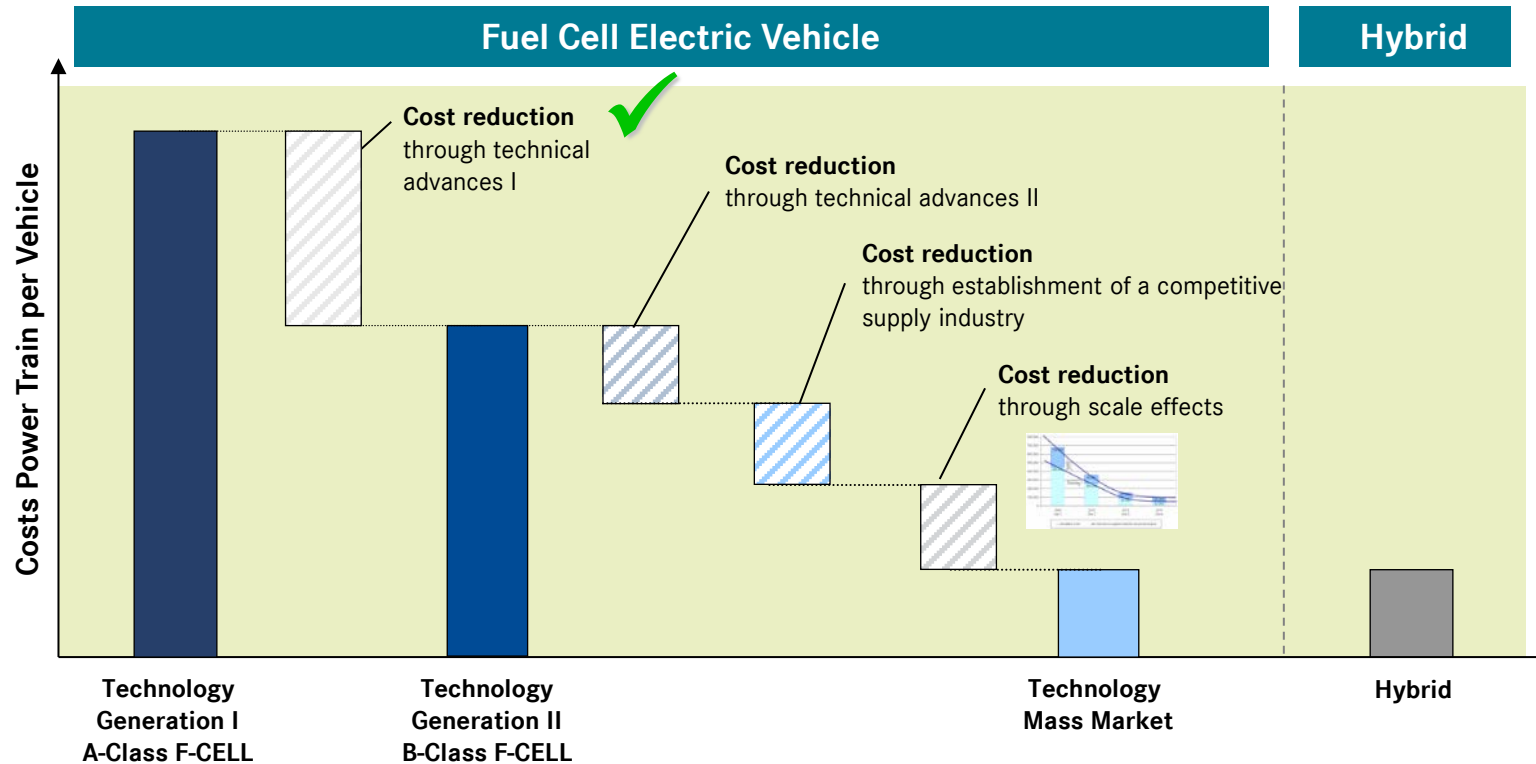 Fuel Cell Electric Vehicle
Hybrid
Costs Power Train per Vehicle
Cost reduction
through technical
advances I
Cost reduction
through technical advances II
Cost reduction
through establishment of a competitive
supply industry
Cost reduction
through scale effects
Technology
Generation I
A-Class F-CELL
Technology
Generation II
B-Class F-CELL
Technology
Mass Market
Hybrid